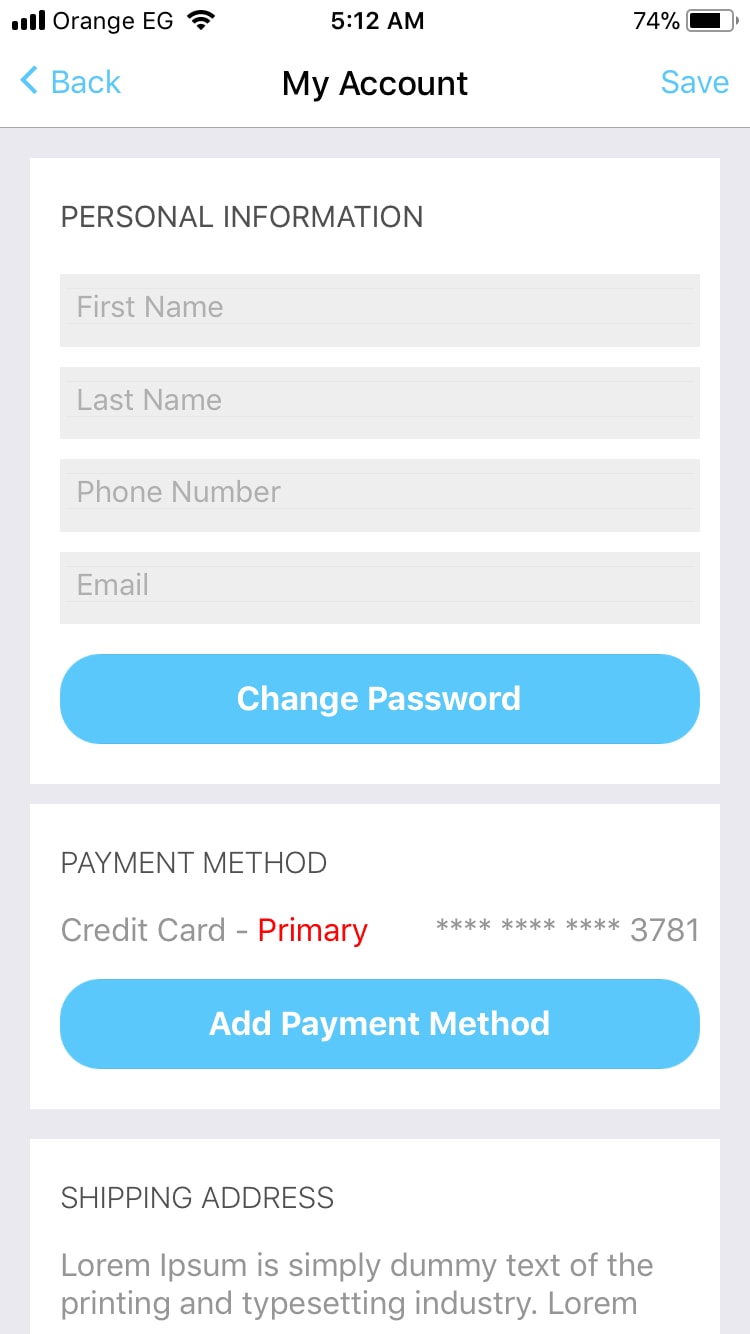 Orange EG 5:12 AM 74%
Back My Account Save
PERSONAL INFORMATION
First Name
Last Name
Phone Number
Email
Change Password
PAYMENT METHOD
Credit Card - Primary **** **** **** 3781
Add Payment Method
SHIPPING ADDRESS
Lorem Ipsum is simply dummy text of the
printing and typesetting industry. Lorem